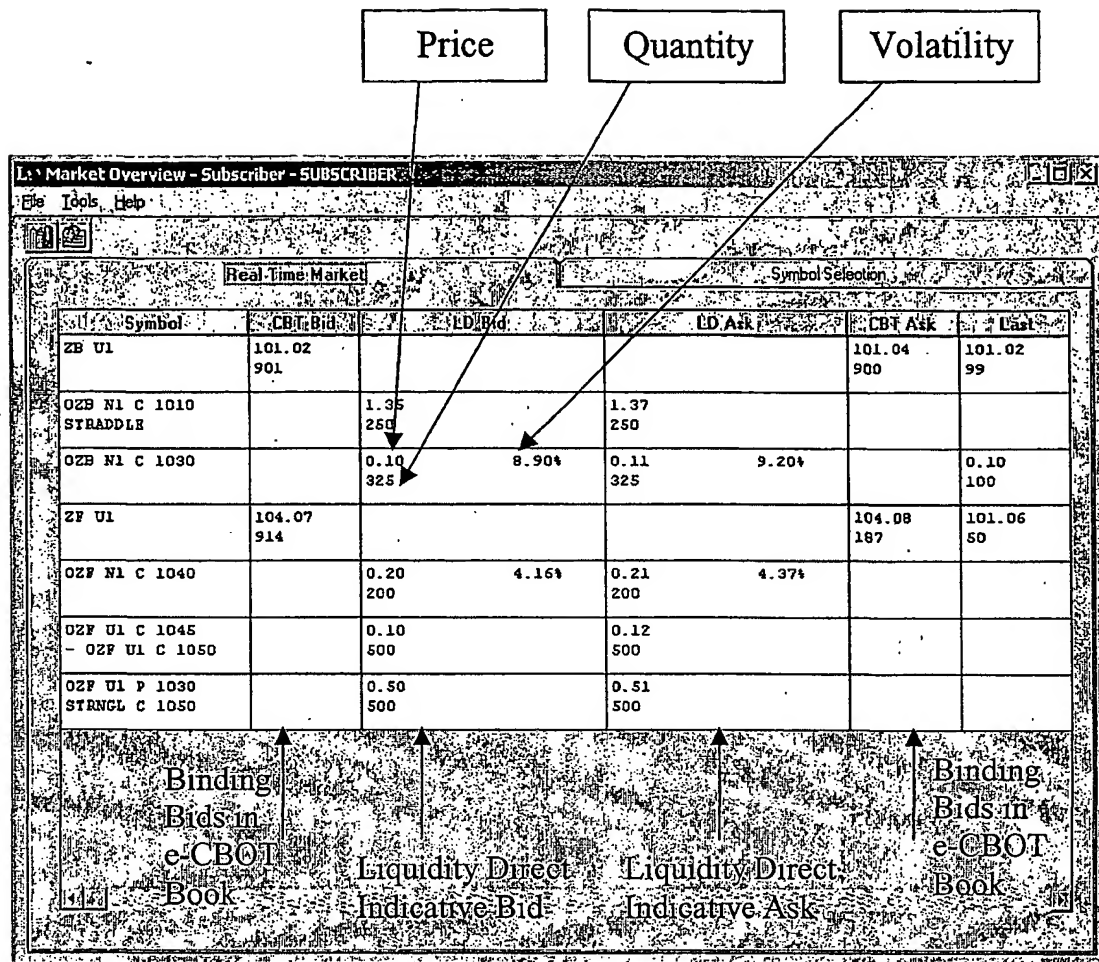 Price Quantity Volatility
Market Overview - Subscriber - SUBSCRIBER
File Tools Help
Real-Time Market Symbol Selection
Symbol CBT Bid LD Bid LD Ask CBT Ask Last
ZB U1 101.02 101.04 101.02
901 900 99
OZB N1 C 1010 1.35 1.37
STRADDLE 250 250
OZB N1 C 1030 0.10 8.90% 0.11 9.20% 0.10
325 325 100
ZF U1 104.07 104.08 101.06
914 187 50
OZF N1 C 1040 0.20 4.16% 0.21 4.37%
200 200
OZF U1 C 1045 0.10 0.12
- OZF U1 C 1050 500 500
OZF U1 P 1030 0.50 0.51
STRNGL C 1050 500 500
Binding
Bids in
e-CBOT
Book
Liquidity Direct
Indicative Bid
Liquidity Direct
Indicative Ask
Binding
Bids in
e-CBOT
Book